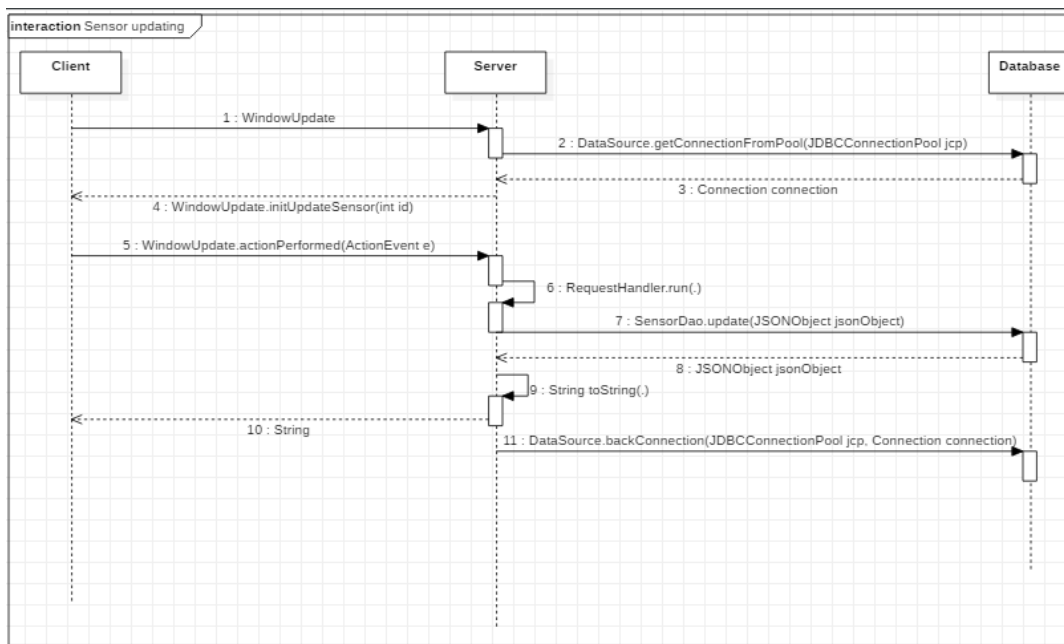 interaction Sensor updating
Client
Server
Database
1 : WindowUpdate
2 : DataSource.getConnectionFromPool(JDBCConnectionPool jcp)
3 : Connection connection
4 : WindowUpdate.initUpdateSensor(int id)
5 : WindowUpdate.actionPerformed(ActionEvent e)
6 : RequestHandler.run(.)
7 : SensorDao.update(JSONObject jsonObject)
8 : JSONObject jsonObject
9 : String toString(.)
10 : String
11 : DataSource.backConnection(JDBCConnectionPool jcp, Connection connection)